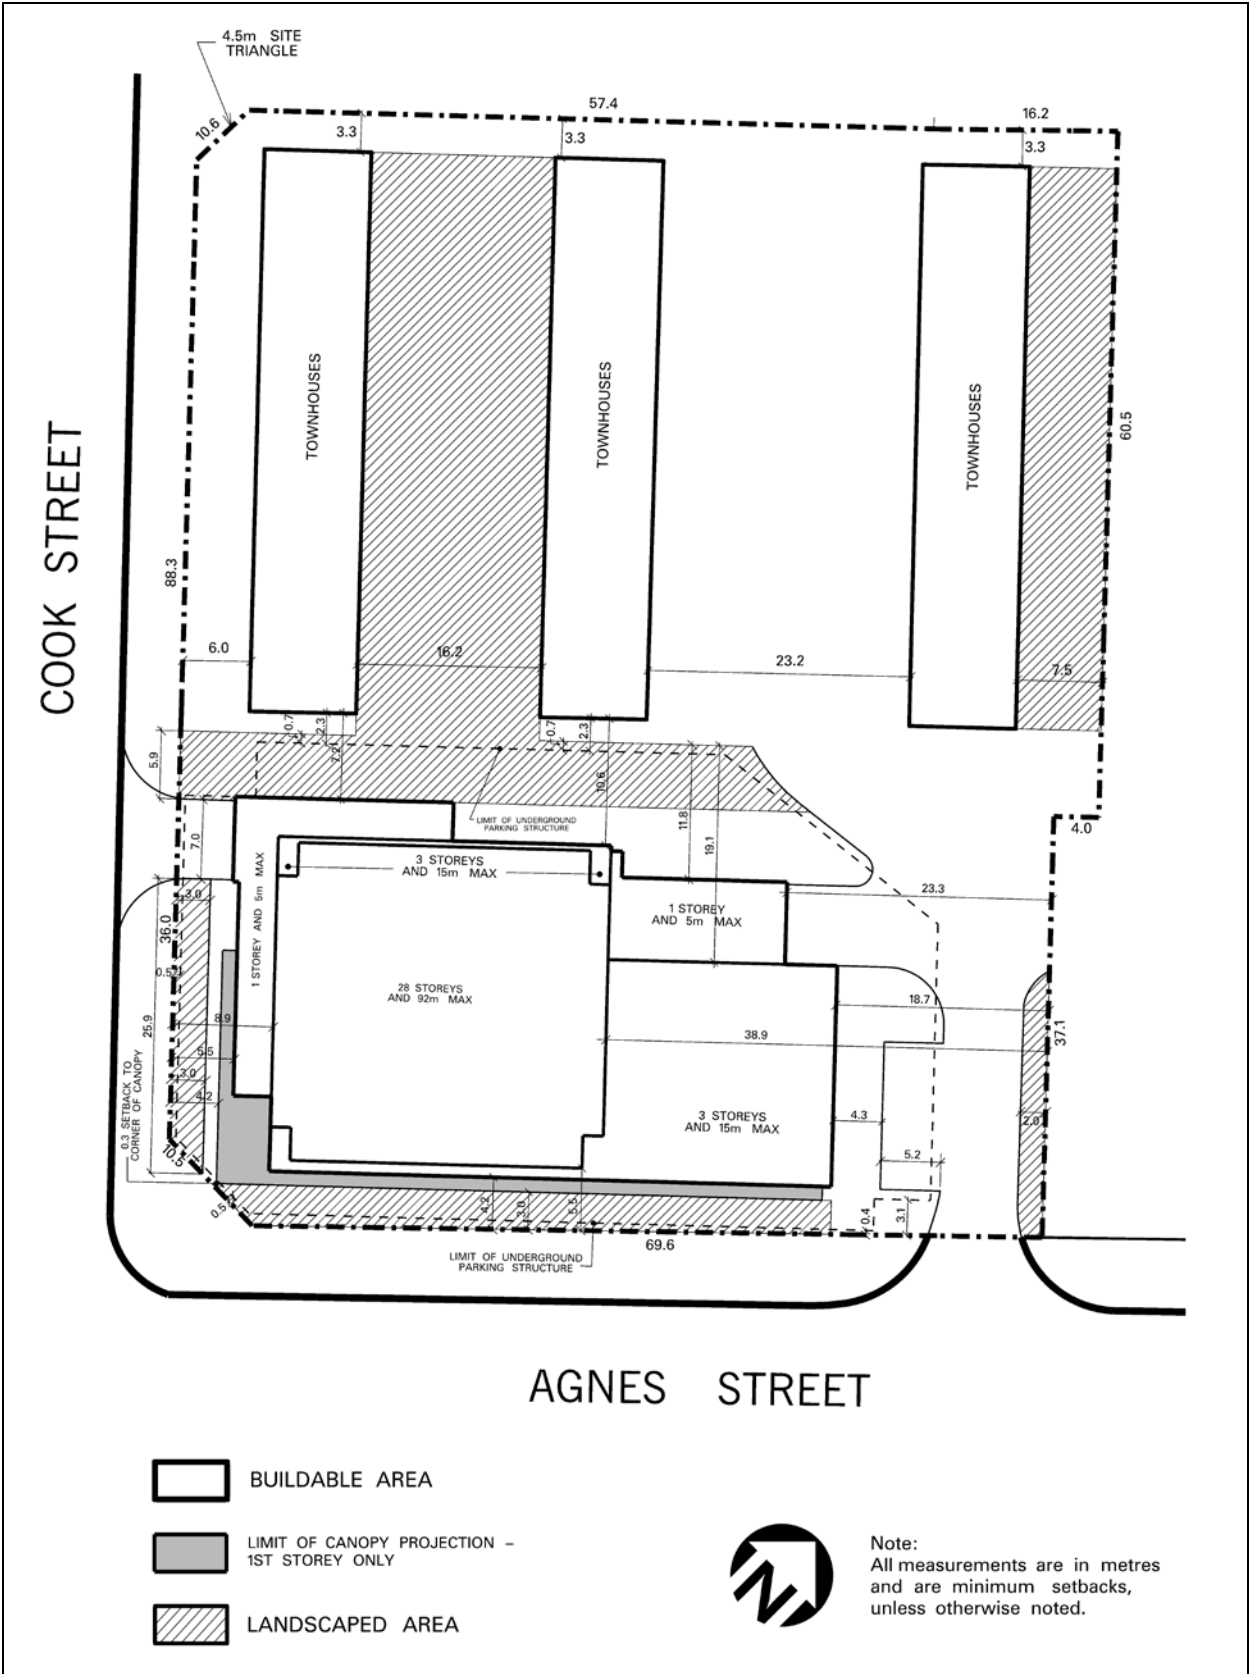 4.5m SITE
TRIANGLE
57.4
16.2
10.6
3.3
3.3
3.3
TOWNHOUSES
TOWNHOUSES
TOWNHOUSES
60.5
COOK STREET
88.3
6.0
16.2
23.2
7.5
0.7
2.3
7.2
0.7
2.3
5.9
10.6
11.8
19.1
LIMIT OF UNDERGROUND
PARKING STRUCTURE
4.0
7.0
3 STOREYS
AND 15m MAX
23.3
3.0
1 STOREY AND 5m MAX
1 STOREY
AND 5m MAX
36.0
0.5
28 STOREYS
AND 92m MAX
18.7
8.9
25.9
38.9
37.1
5.5
3.0
4.2
0.3 SETBACK TO
CORNER OF CANOPY
3 STOREYS
AND 15m MAX
4.3
2.0
10.5
5.2
0.5
4.2
3.0
5.5
0.4
3.1
69.6
LIMIT OF UNDERGROUND
PARKING STRUCTURE
AGNES STREET
BUILDABLE AREA
LIMIT OF CANOPY PROJECTION –
1ST STOREY ONLY
LANDSCAPED AREA
N
Note:
All measurements are in metres
and are minimum setbacks,
unless otherwise noted.